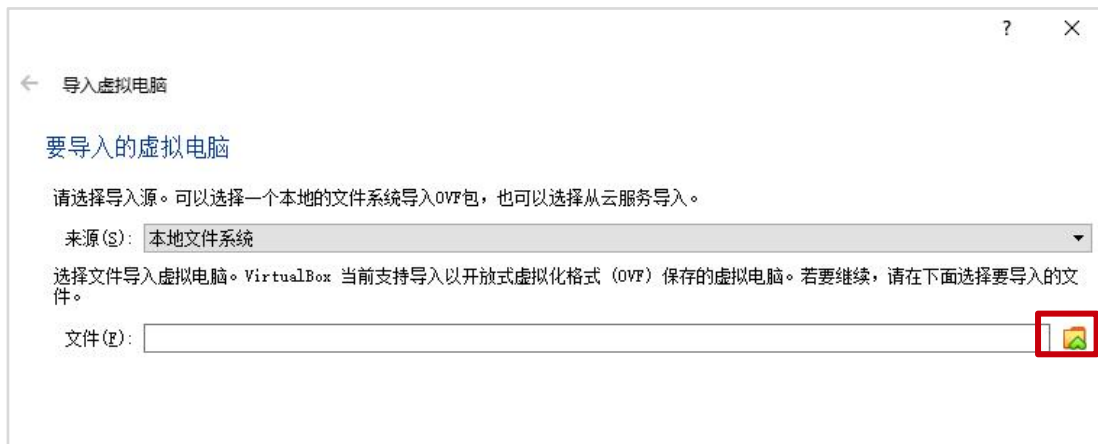 ? ×
← 导入虚拟电脑
要导入的虚拟电脑
请选择导入源。可以选择一个本地的文件系统导入OVF包，也可以选择从云服务导入。
来源(S): 本地文件系统
选择文件导入虚拟电脑。VirtualBox 当前支持导入以开放式虚拟化格式 (OVF) 保存的虚拟电脑。若要继续，请在下面选择要导入的文
件。
文件(F):